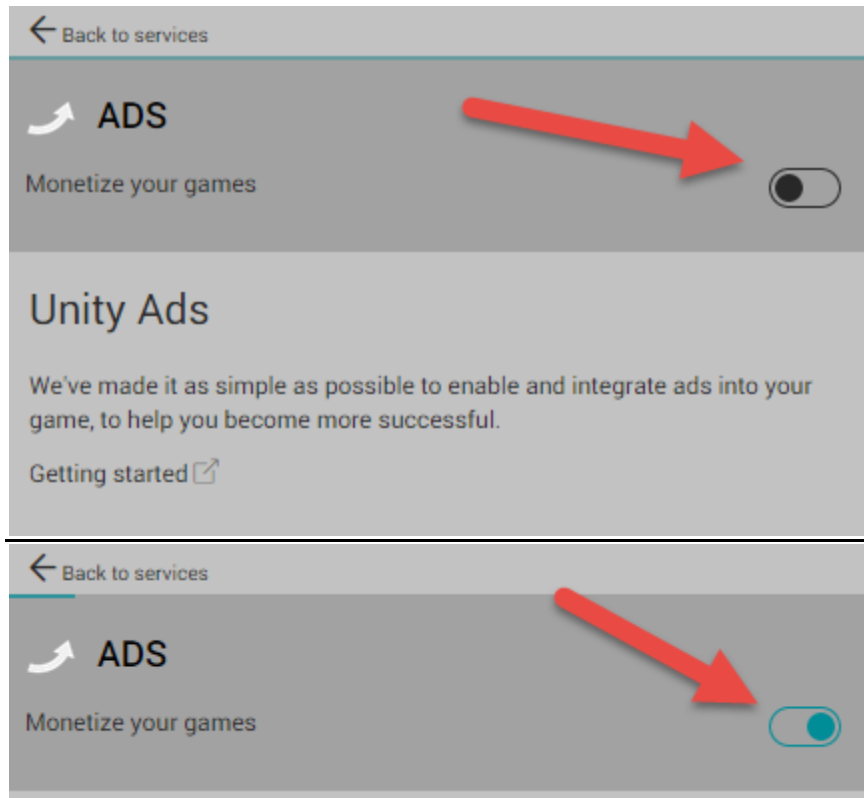 Back to services
ADS
Monetize your games
Unity Ads
We've made it as simple as possible to enable and integrate ads into your
game, to help you become more successful.
Getting started
Back to services
ADS
Monetize your games